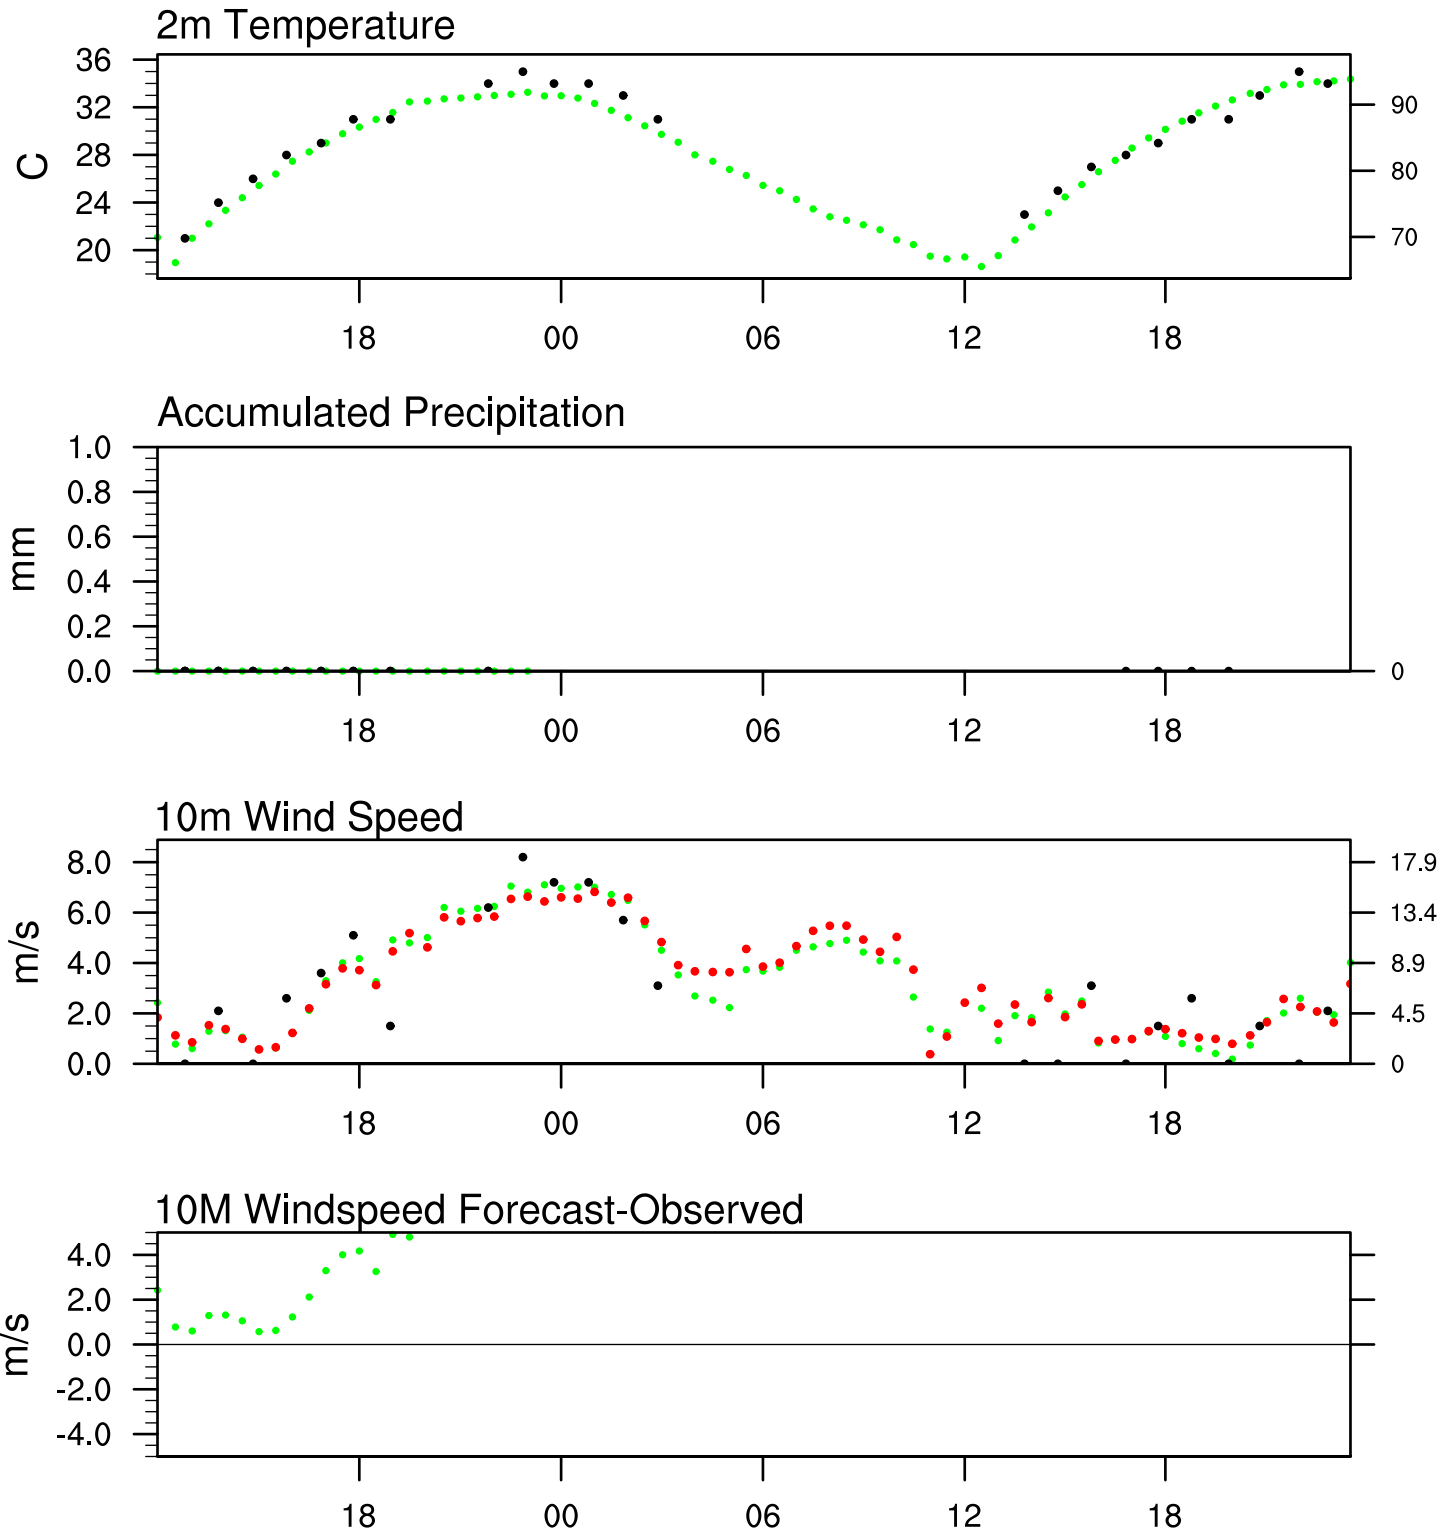 2m Temperature
36
32
28
24
20
C
90
80
70
18 00 06 12 18
Accumulated Precipitation
1.0
0.8
0.6
0.4
0.2
0.0
mm
0
18 00 06 12 18
10m Wind Speed
8.0
6.0
4.0
2.0
0.0
m/s
17.9
13.4
8.9
4.5
0
18 00 06 12 18
10M Windspeed Forecast-Observed
4.0
2.0
0.0
-2.0
-4.0
m/s
18 00 06 12 18